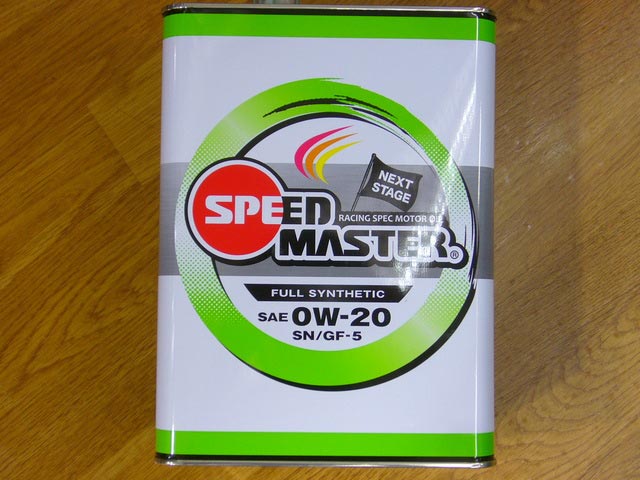 NEXT
STAGE
SPEED
RACING SPEC MOTOR OIL
MASTER®
FULL SYNTHETIC
SAE 0W-20
SN/GF-5